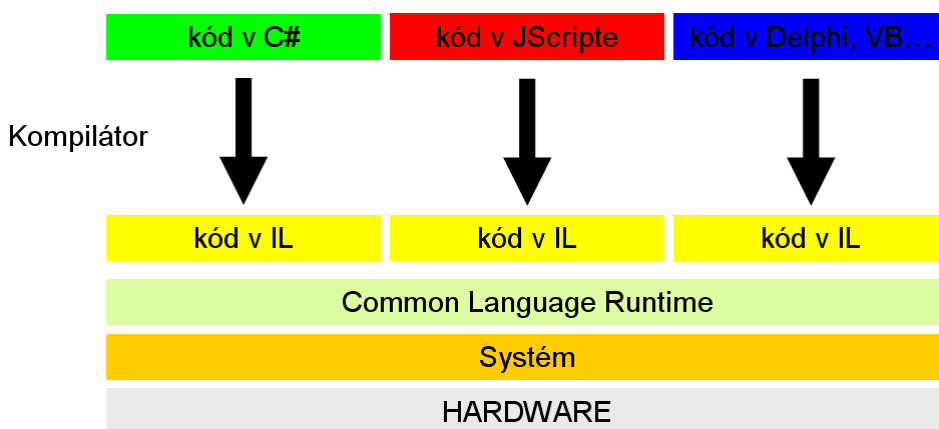 kód v C#
kód v JScripte
kód v Delphi, VB...
Kompilátor
kód v IL
kód v IL
kód v IL
Common Language Runtime
Systém
HARDWARE